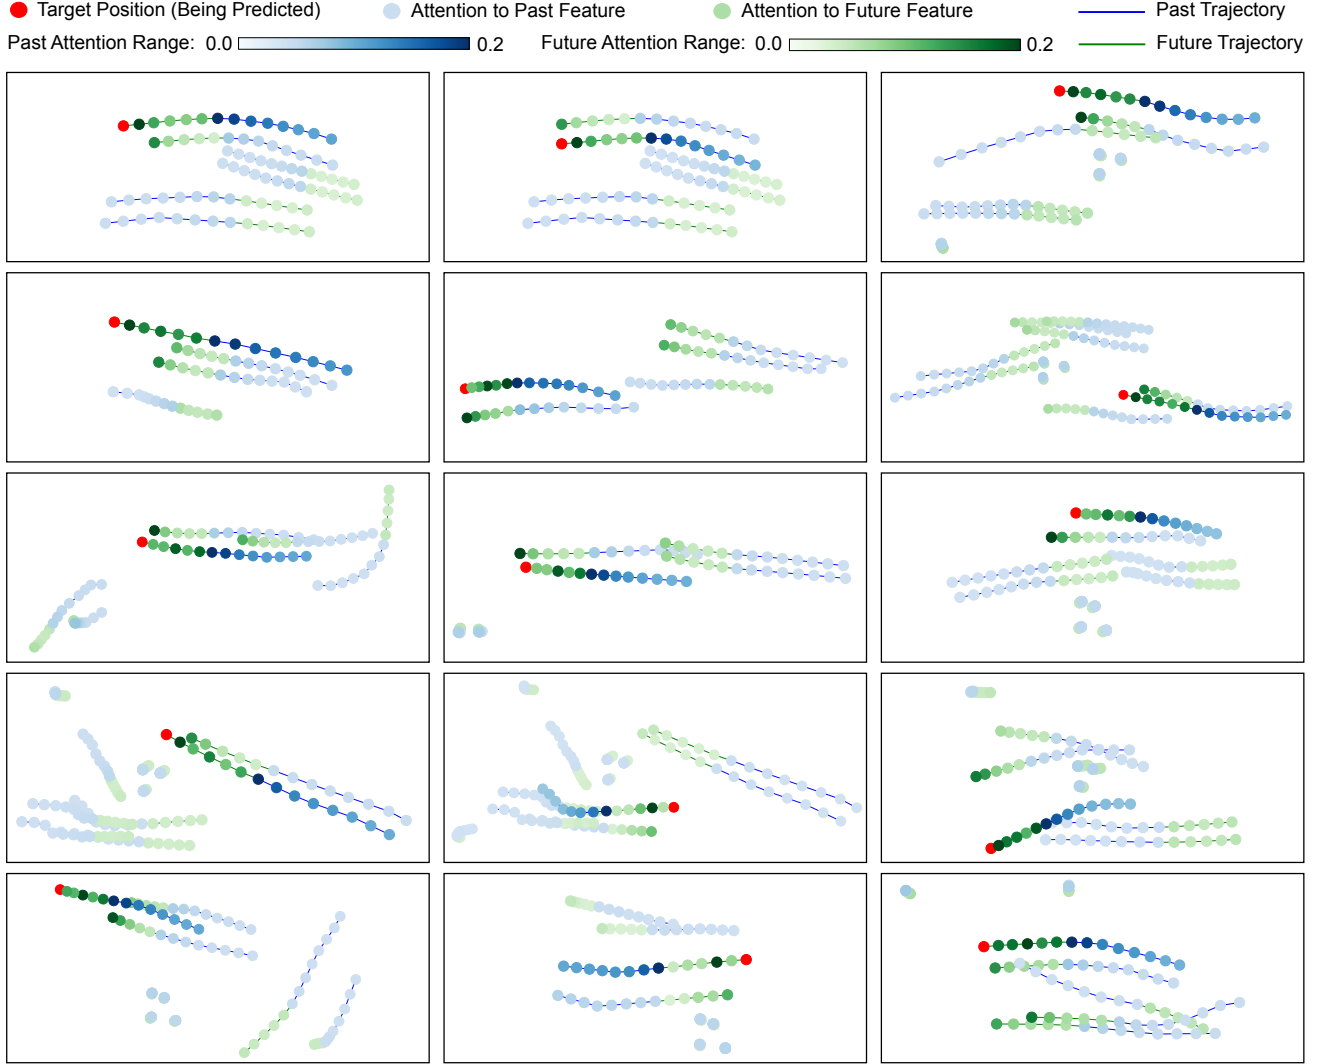 Target Position (Being Predicted) Attention to Past Feature Attention to Future Feature Past Trajectory
Past Attention Range: 0.0 0.2 Future Attention Range: 0.0 0.2 Future Trajectory